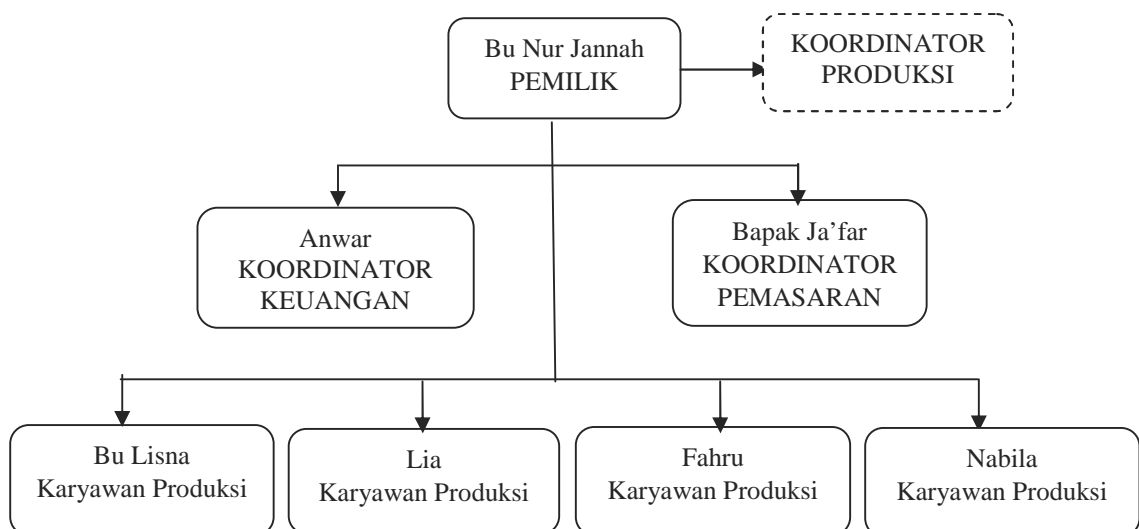 Bu Nur Jannah
PEMILIK
KOORDINATOR
PRODUKSI
Anwar
KOORDINATOR
KEUANGAN
Bapak Ja’far
KOORDINATOR
PEMASARAN
Bu Lisna
Karyawan Produksi
Lia
Karyawan Produksi
Fahru
Karyawan Produksi
Nabila
Karyawan Produksi